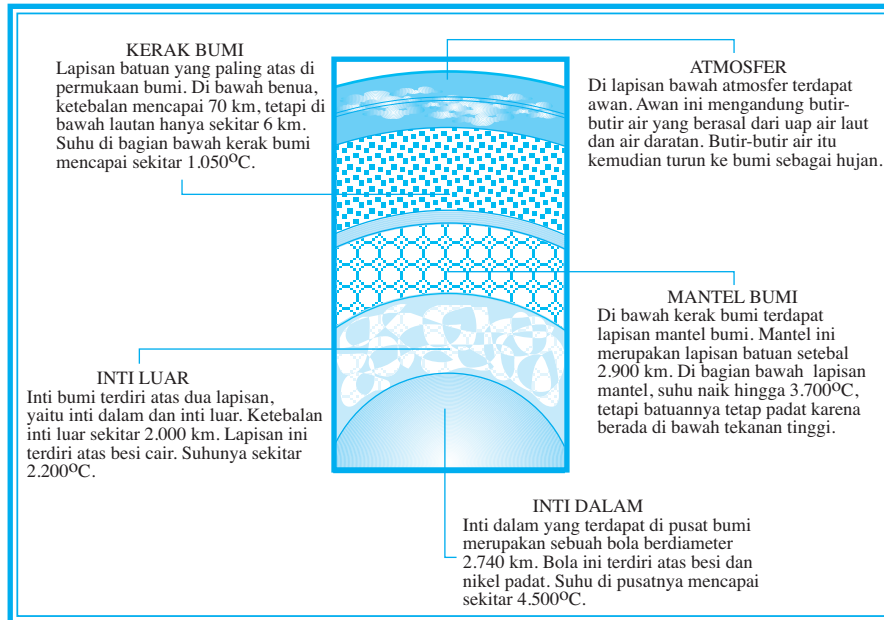 KERAK BUMI
Lapisan batuan yang paling atas di
permukaan bumi. Di bawah benua,
ketebalan mencapai 70 km, tetapi di
bawah lautan hanya sekitar 6 km.
Suhu di bagian bawah kerak bumi
mencapai sekitar 1.050⁰C.
ATMOSFER
Di lapisan bawah atmosfer terdapat
awan. Awan ini mengandung butir-
butir air yang berasal dari uap air laut
dan air daratan. Butir-butir air itu
kemudian turun ke bumi sebagai hujan.
MANTEL BUMI
Di bawah kerak bumi terdapat
lapisan mantel bumi. Mantel ini
merupakan lapisan batuan setebal
2.900 km. Di bagian bawah lapisan
mantel, suhu naik hingga 3.700⁰C,
tetapi batuannya tetap padat karena
berada di bawah tekanan tinggi.
INTI LUAR
Inti bumi terdiri atas dua lapisan,
yaitu inti dalam dan inti luar. Ketebalan
inti luar sekitar 2.000 km. Lapisan ini
terdiri atas besi cair. Suhunya sekitar
2.200⁰C.
INTI DALAM
Inti dalam yang terdapat di pusat bumi
merupakan sebuah bola berdiameter
2.740 km. Bola ini terdiri atas besi dan
nikel padat. Suhu di pusatnya mencapai
sekitar 4.500⁰C.